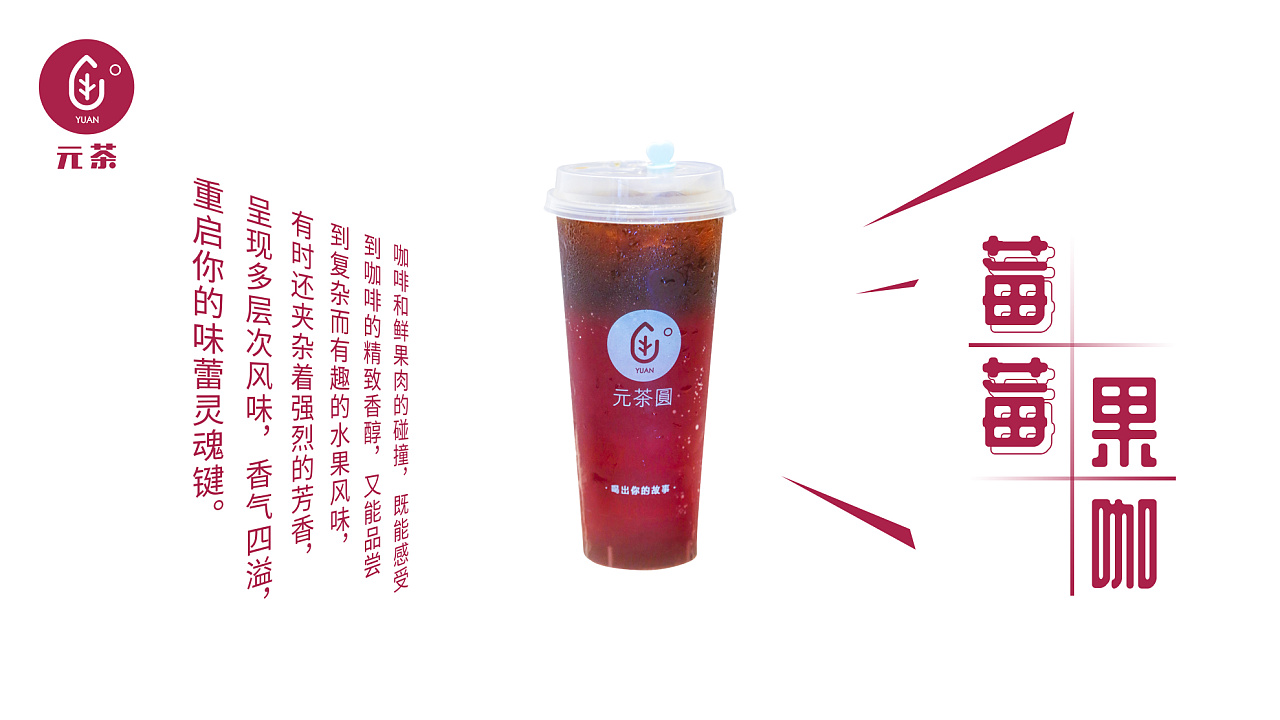 YUAN
元茶
咖啡和鲜果肉的碰撞，既能感受
到咖啡的精致香醇，又能品尝
到复杂而有趣的水果风味，
有时还夹杂着强烈的芳香，
呈现多层次风味，香气四溢，
重启你的味蕾灵魂键。
YUAN
元茶圓
·喝出你的故事·
莓莓
果咖